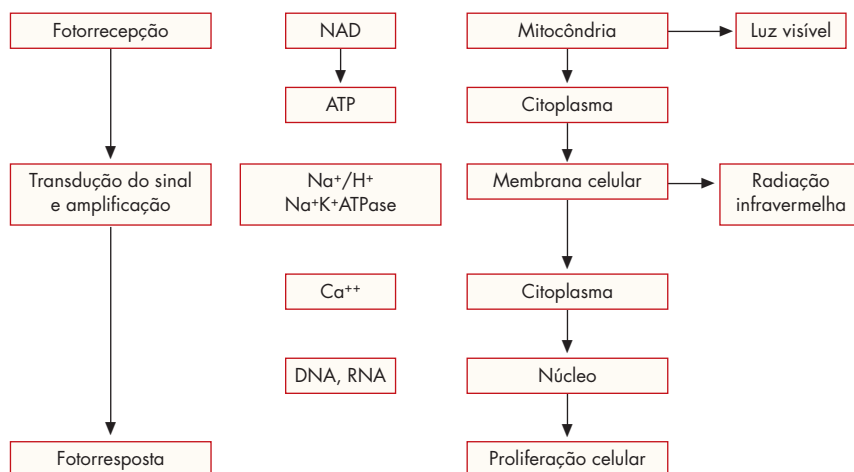 Fotorrecepção
NAD
Mitocôndria
Luz visível
ATP
Citoplasma
Transdução do sinal
e amplificação
Na⁺/H⁺
Na⁺K⁺ATPase
Membrana celular
Radiação
infravermelha
Ca⁺⁺
Citoplasma
DNA, RNA
Núcleo
Fotorresposta
Proliferação celular